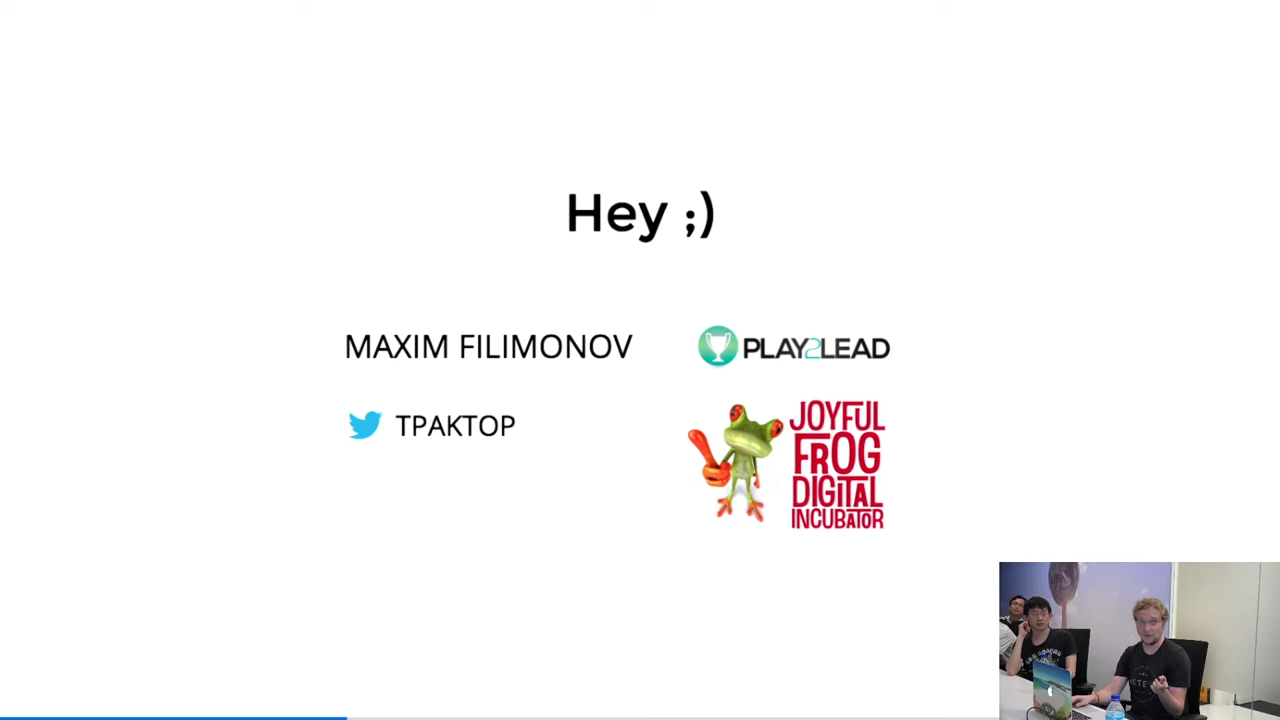 Hey ;)
MAXIM FILIMONOV
ТРАКТОР
PLAY2LEAD
JOYFUL
FROG
DIGITAL
INCUBATOR